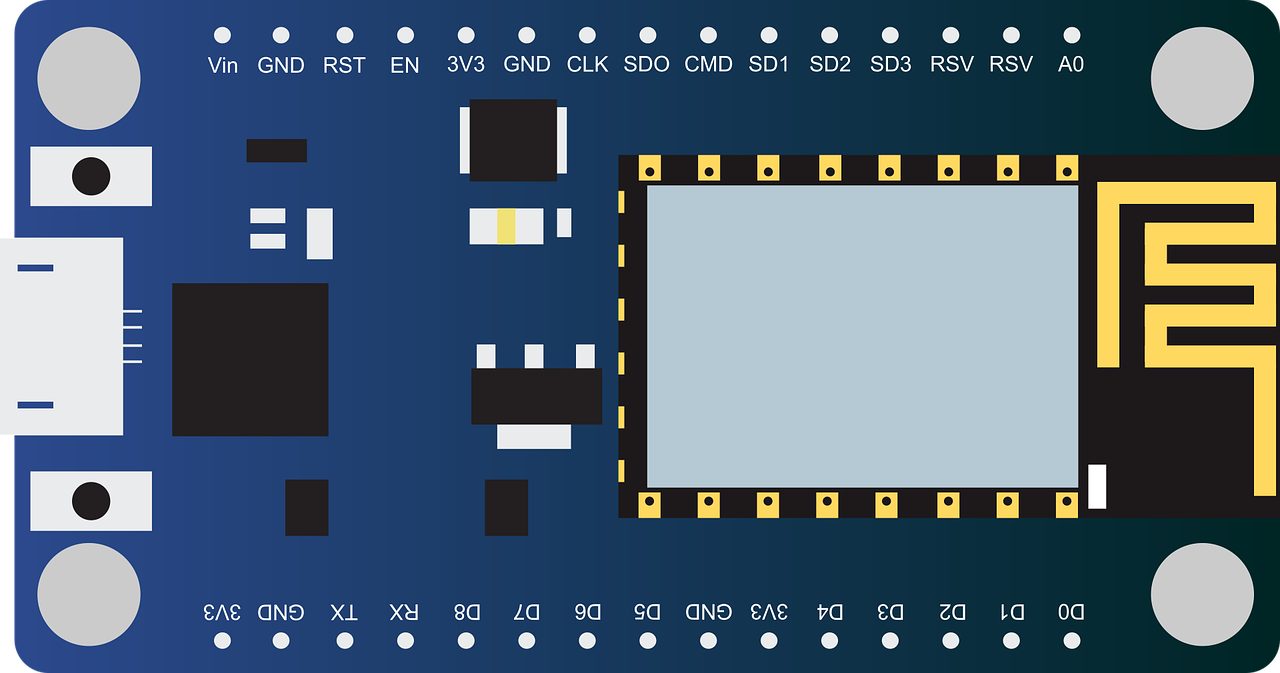 Vin GND RST EN 3V3 GND CLK SDO CMD SD1 SD2 SD3 RSV RSV A0
3V3 GND TX RX D8 D7 D6 D5 GND 3V3 D4 D3 D2 D1 D0